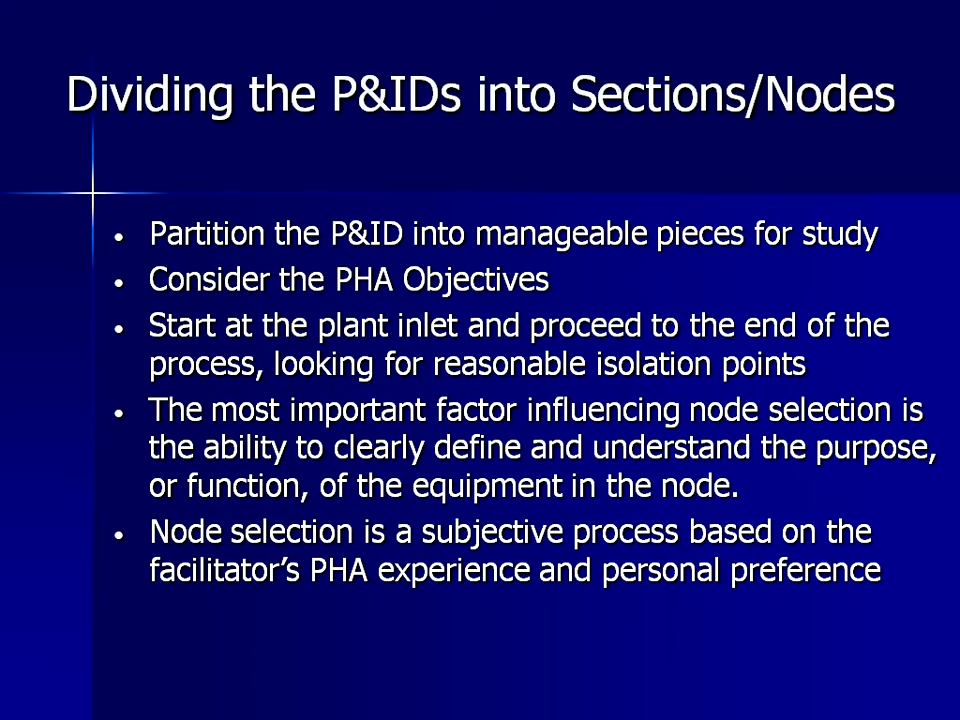 Dividing the P&IDs into Sections/Nodes
• Partition the P&ID into manageable pieces for study
• Consider the PHA Objectives
• Start at the plant inlet and proceed to the end of the
process, looking for reasonable isolation points
• The most important factor influencing node selection is
the ability to clearly define and understand the purpose,
or function, of the equipment in the node.
• Node selection is a subjective process based on the
facilitator’s PHA experience and personal preference